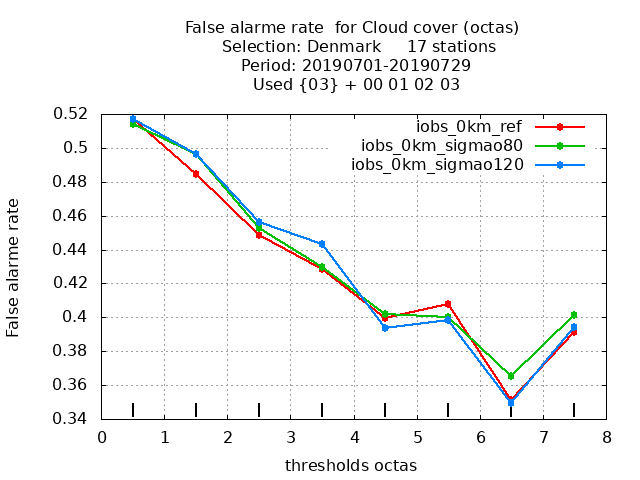 False alarme rate  for Cloud cover (octas)
Selection: Denmark     17 stations
Period: 20190701-20190729
Used {03} + 00 01 02 03
iobs_0km_ref
iobs_0km_sigmao80
iobs_0km_sigmao120
False alarme rate
0.52
0.5
0.48
0.46
0.44
0.42
0.4
0.38
0.36
0.34
0 1 2 3 4 5 6 7 8
thresholds octas